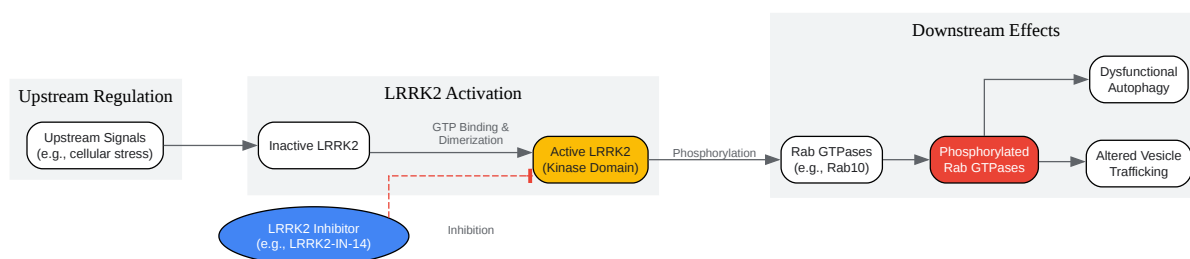 Upstream Regulation
Upstream Signals
(e.g., cellular stress)
LRRK2 Activation
Inactive LRRK2
GTP Binding &
Dimerization
Active LRRK2
(Kinase Domain)
LRRK2 Inhibitor
(e.g., LRRK2-IN-14)
Inhibition
Phosphorylation
Downstream Effects
Rab GTPases
(e.g., Rab10)
Phosphorylated
Rab GTPases
Dysfunctional
Autophagy
Altered Vesicle
Trafficking